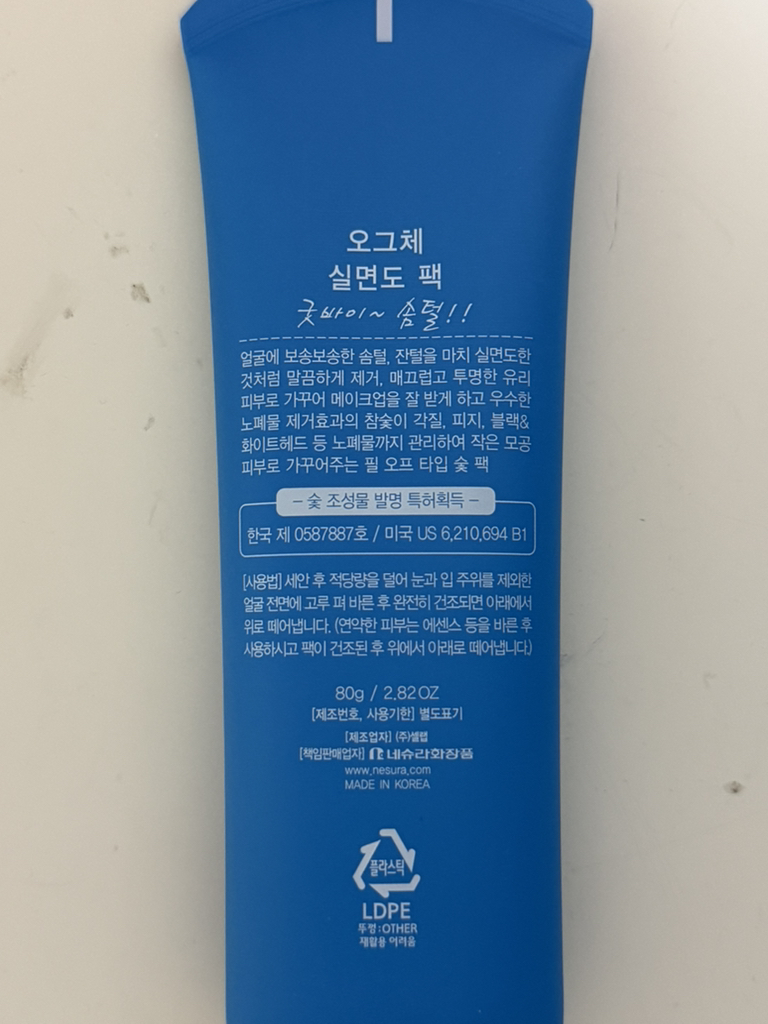 오그체
실면도 팩
굿바이~ 솜털!!
얼굴에 보송보송한 솜털, 잔털을 마치 실면도한
것처럼 말끔하게 제거, 매끄럽고 투명한 유리
피부로 가꾸어 메이크업을 잘 받게 하고 우수한
노폐물 제거효과의 참숯이 각질, 피지, 블랙&
화이트헤드 등 노폐물까지 관리하여 작은 모공
피부로 가꾸어주는 필 오프 타입 숯 팩
- 숯 조성물 발명 특허획득 -
한국 제 0587887호 / 미국 US 6,210,694 B1
[사용법] 세안 후 적당량을 덜어 눈과 입 주위를 제외한
얼굴 전면에 고루 펴 바른 후 완전히 건조되면 아래에서
위로 떼어냅니다. (연약한 피부는 에센스 등을 바른 후
사용하시고 팩이 건조된 후 위에서 아래로 떼어냅니다.)
80g / 2.82OZ
[제조번호, 사용기한] 별도표기
[제조업자] (주)셀랩
[책임판매업자] 네슈라화장품
www.nesura.com
MADE IN KOREA
플라스틱
LDPE
뚜껑:OTHER
재활용 어려움